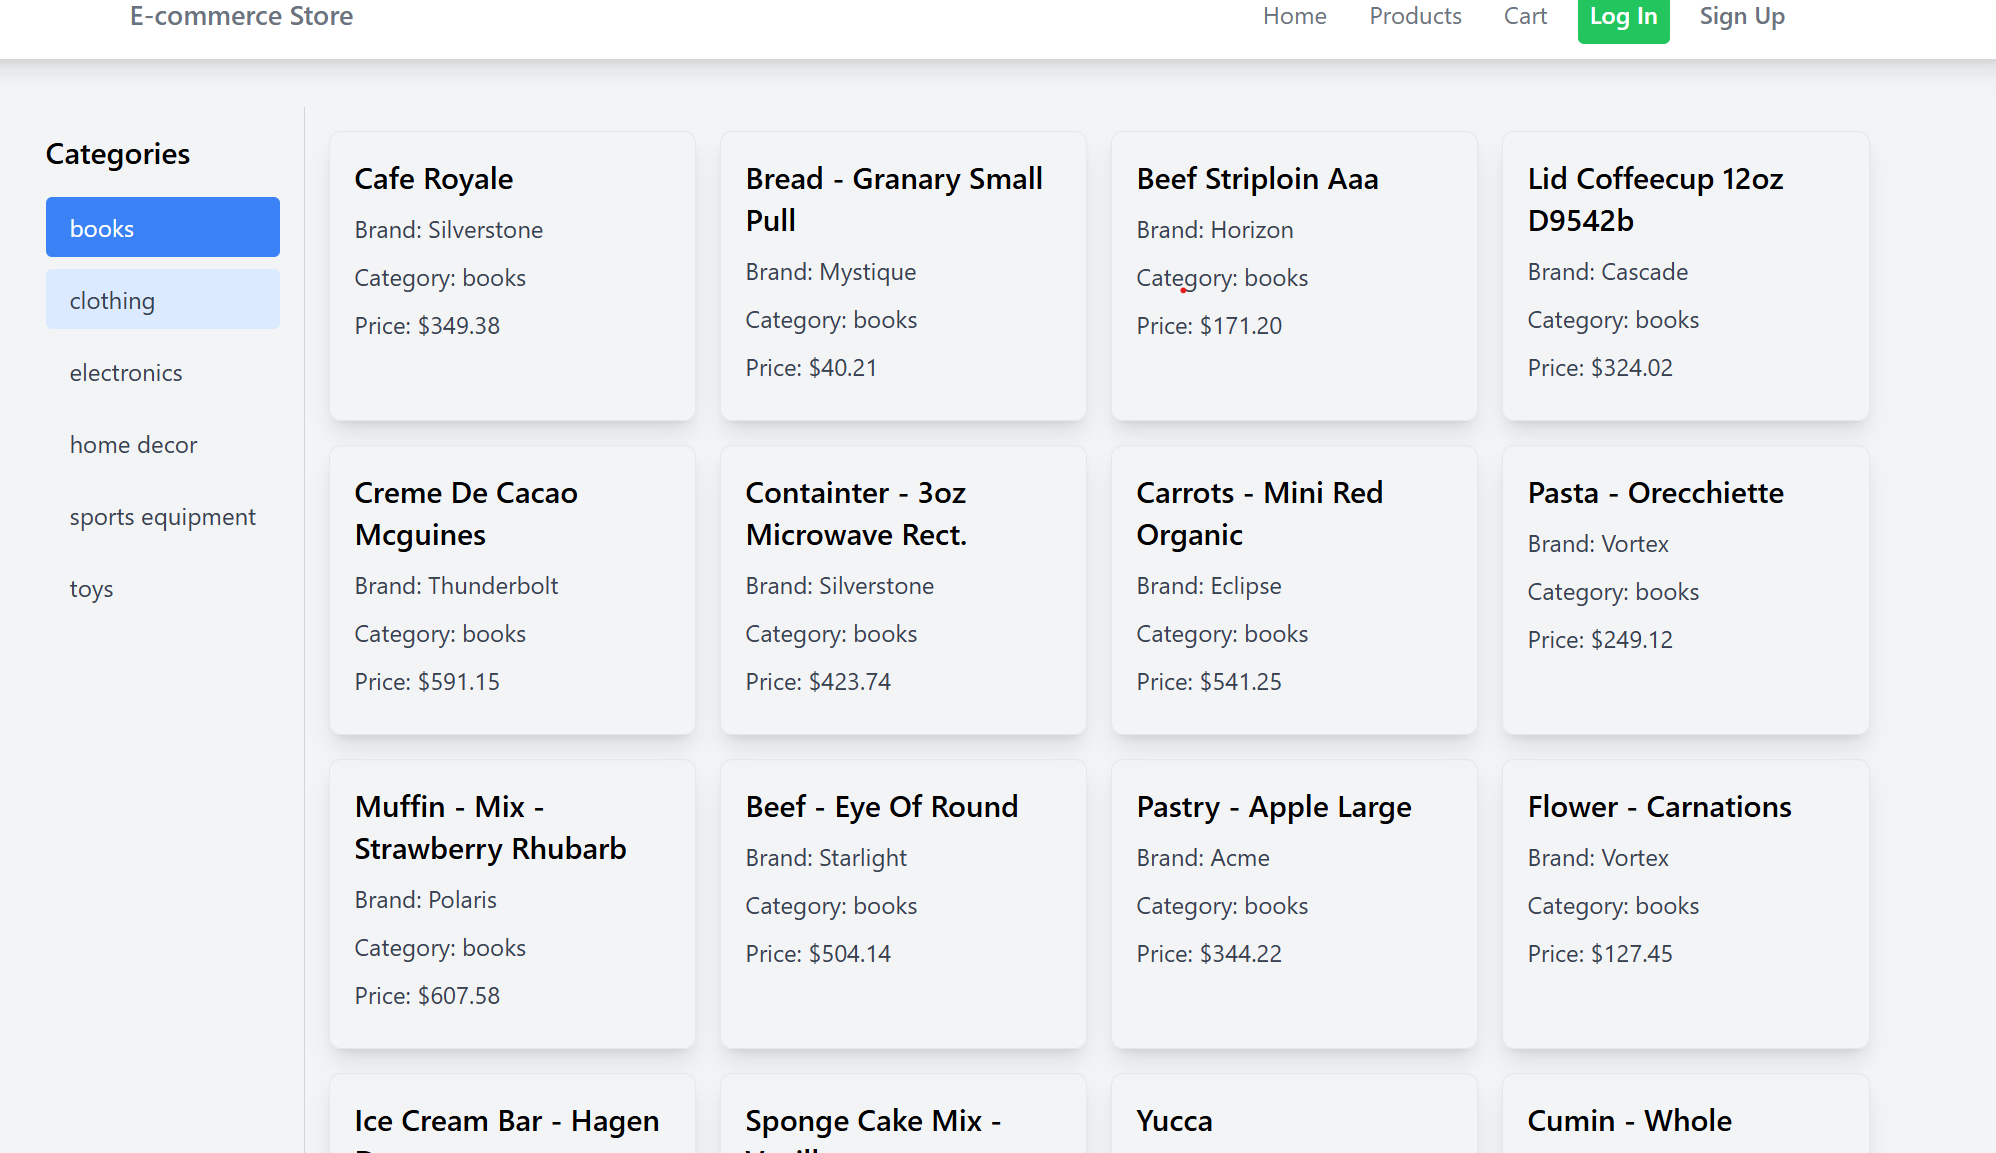 E-commerce Store
Home Products Cart Log In Sign Up
Categories
books
clothing
electronics
home decor
sports equipment
toys
Cafe Royale
Brand: Silverstone
Category: books
Price: $349.38
Bread - Granary Small
Pull
Brand: Mystique
Category: books
Price: $40.21
Beef Striploin Aaa
Brand: Horizon
Category: books
Price: $171.20
Lid Coffeecup 12oz
D9542b
Brand: Cascade
Category: books
Price: $324.02
Creme De Cacao
Mcguines
Brand: Thunderbolt
Category: books
Price: $591.15
Containter - 3oz
Microwave Rect.
Brand: Silverstone
Category: books
Price: $423.74
Carrots - Mini Red
Organic
Brand: Eclipse
Category: books
Price: $541.25
Pasta - Orecchiette
Brand: Vortex
Category: books
Price: $249.12
Muffin - Mix -
Strawberry Rhubarb
Brand: Polaris
Category: books
Price: $607.58
Beef - Eye Of Round
Brand: Starlight
Category: books
Price: $504.14
Pastry - Apple Large
Brand: Acme
Category: books
Price: $344.22
Flower - Carnations
Brand: Vortex
Category: books
Price: $127.45
Ice Cream Bar - Hagen
Sponge Cake Mix -
Yucca
Cumin - Whole